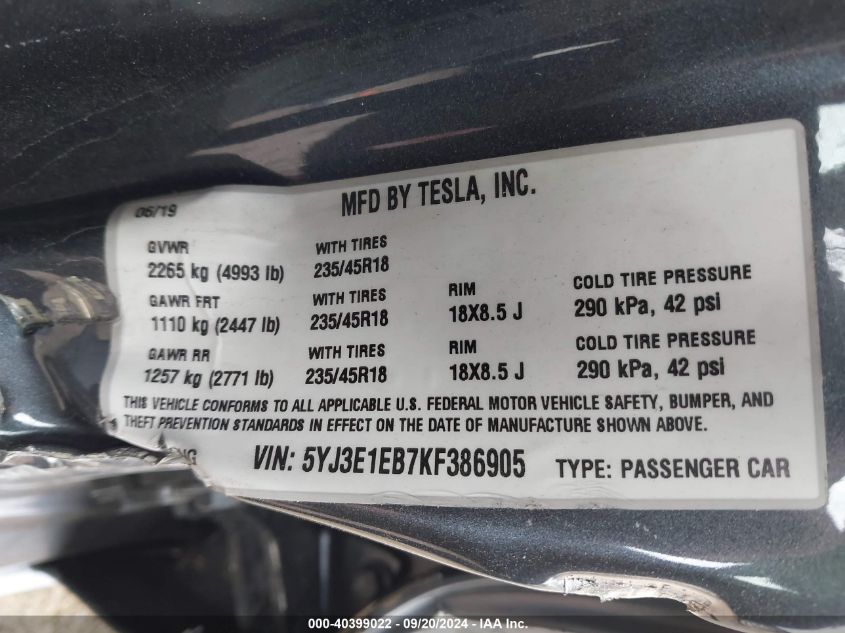 06/19 MFD BY TESLA, INC.
GVWR WITH TIRES
2265 kg (4993 lb) 235/45R18
GAWR FRT WITH TIRES RIM COLD TIRE PRESSURE
1110 kg (2447 lb) 235/45R18 18X8.5 J 290 kPa, 42 psi
GAWR RR WITH TIRES RIM COLD TIRE PRESSURE
1257 kg (2771 lb) 235/45R18 18X8.5 J 290 kPa, 42 psi
THIS VEHICLE CONFORMS TO ALL APPLICABLE U.S. FEDERAL MOTOR VEHICLE SAFETY, BUMPER, AND
THEFT PREVENTION STANDARDS IN EFFECT ON THE DATE OF MANUFACTURE SHOWN ABOVE.
VIN: 5YJ3E1EB7KF386905 TYPE: PASSENGER CAR
000-40399022 - 09/20/2024 - IAA, Inc.